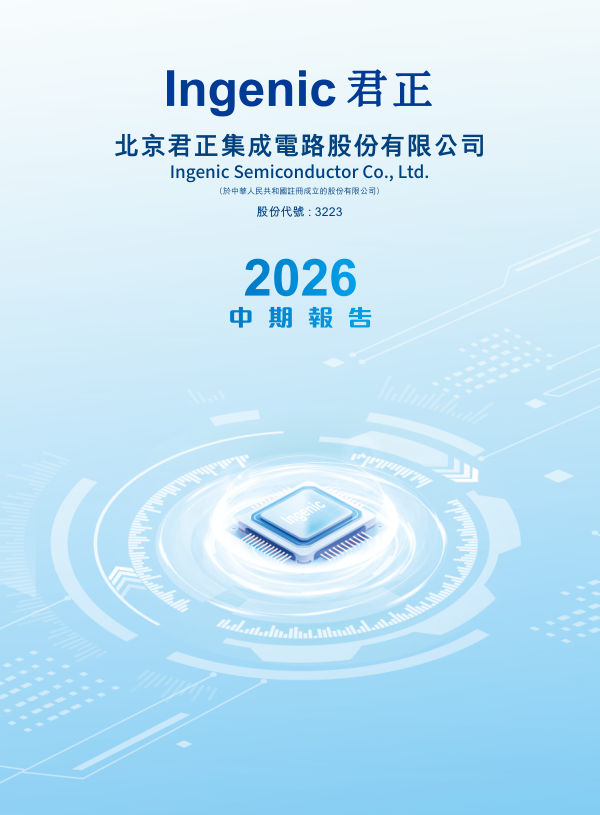 Ingenic 君正
北京君正集成電路股份有限公司
Ingenic Semiconductor Co., Ltd.
（於中華人民共和國註冊成立的股份有限公司）
股份代號 : 3223
2026
中期報告
Ingenic